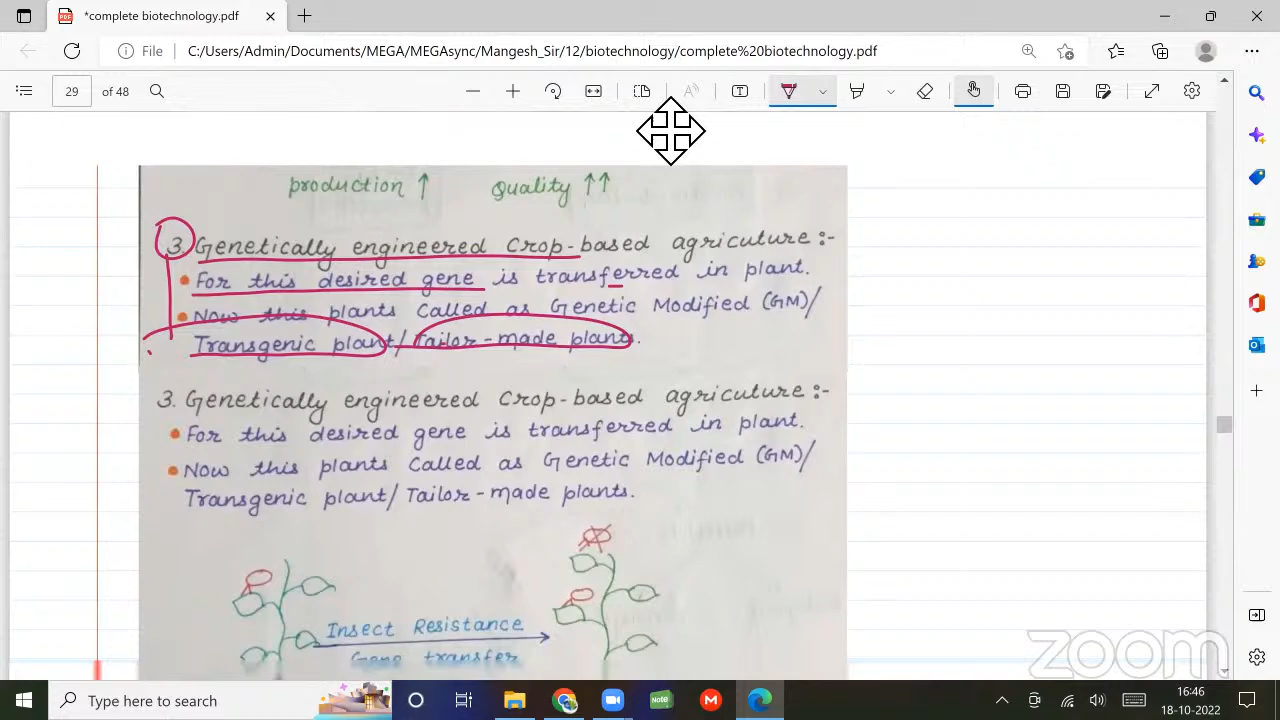 *complete biotechnology.pdf
File
C:/Users/Admin/Documents/MEGA/MEGAsync/Mangesh_Sir/12/biotechnology/complete%20biotechnology.pdf
29 of 48
production ↑ Quality ↑↑
3. Genetically engineered Crop-based agricuture :-
• For this desired gene is transferred in plant.
• Now this plants Called as Genetic Modified (GM)/
Transgenic plant/ Tailor-made plants.
3. Genetically engineered Crop-based agricuture :-
• For this desired gene is transferred in plant.
• Now this plants Called as Genetic Modified (GM)/
Transgenic plant/ Tailor-made plants.
Insect Resistance
Gene transfer
zoom
Type here to search
Note
16:46
18-10-2022